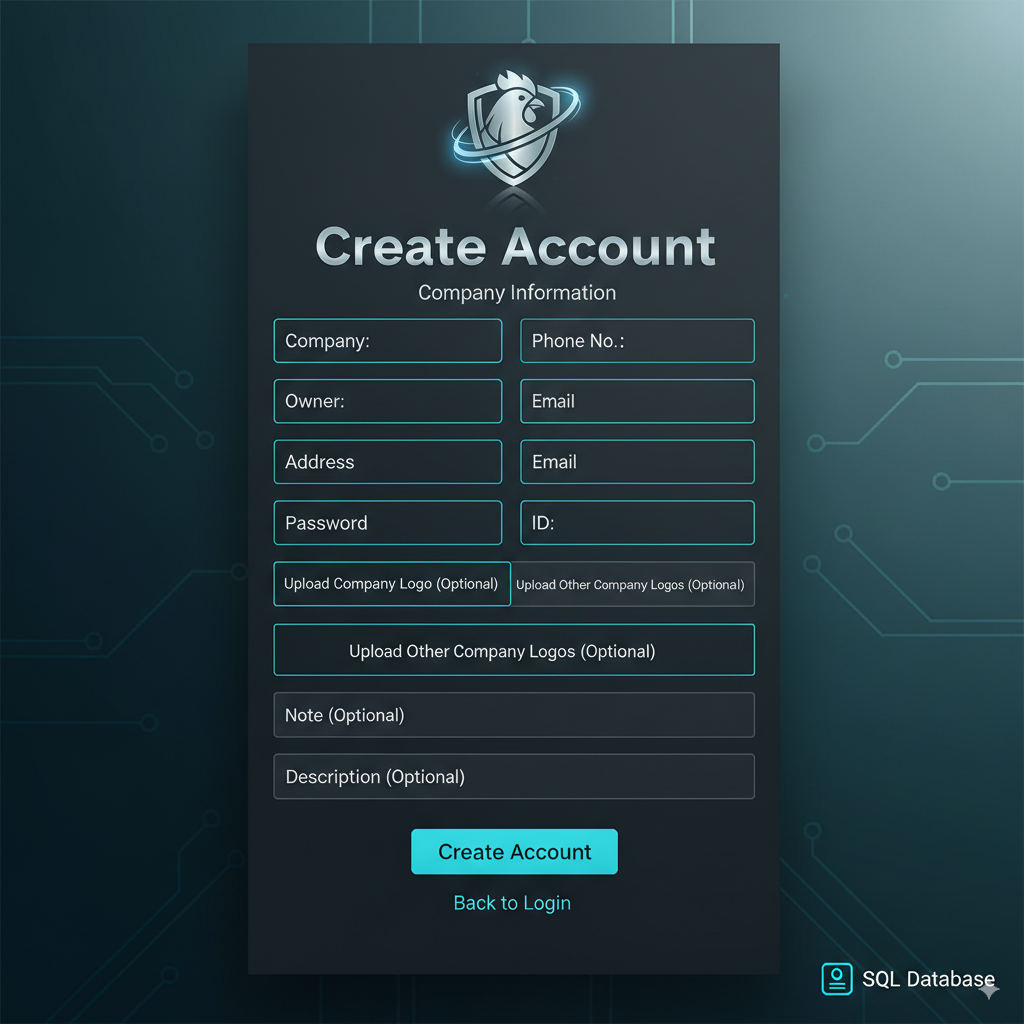 Create Account
Company Information
Company: Phone No.:
Owner: Email
Address Email
Password ID:
Upload Company Logo (Optional) Upload Other Company Logos (Optional)
Upload Other Company Logos (Optional)
Note (Optional)
Description (Optional)
Create Account
Back to Login
SQL Database